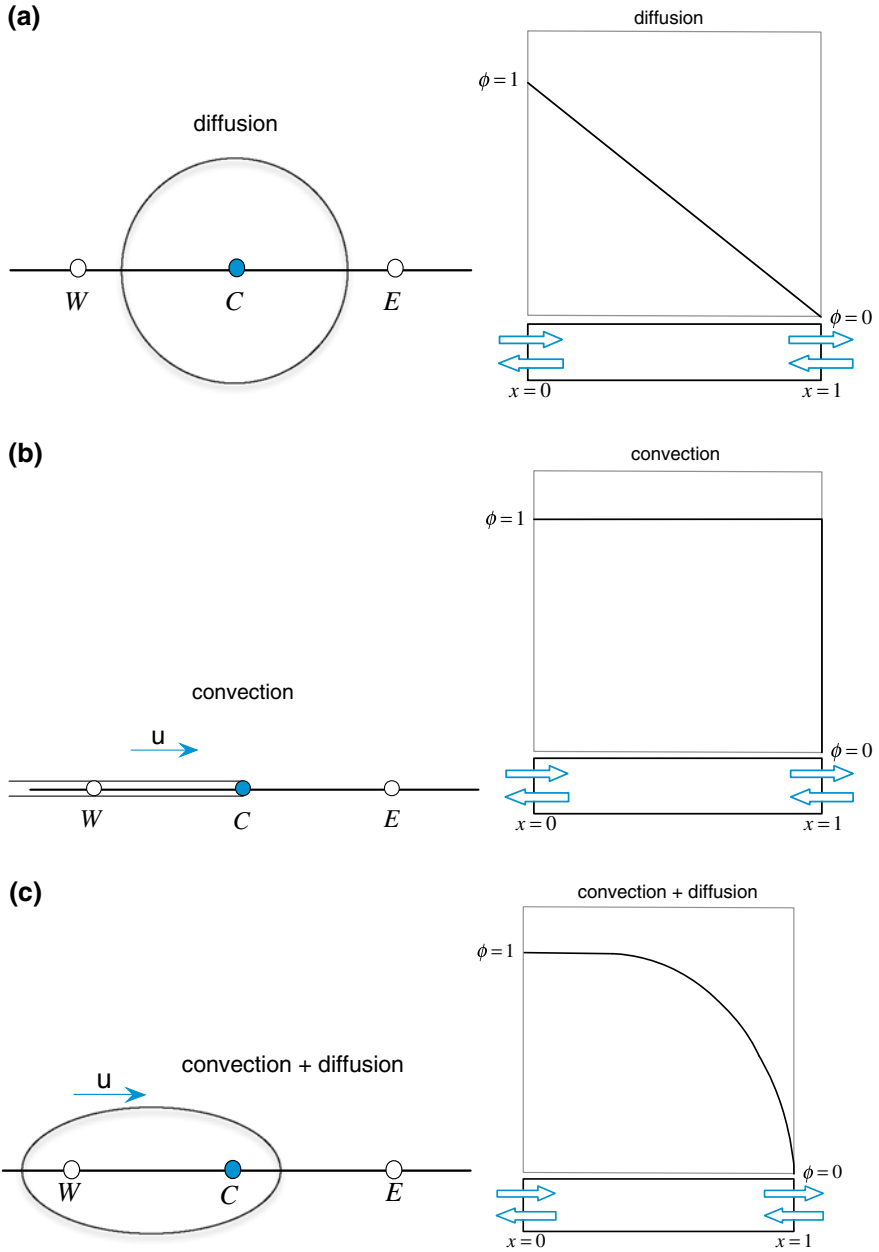 (a)
diffusion
W C E
diffusion
ϕ = 1
ϕ = 0
x = 0 x = 1
(b)
convection
u
W C E
convection
ϕ = 1
ϕ = 0
x = 0 x = 1
(c)
convection + diffusion
u
W C E
convection + diffusion
ϕ = 1
ϕ = 0
x = 0 x = 1